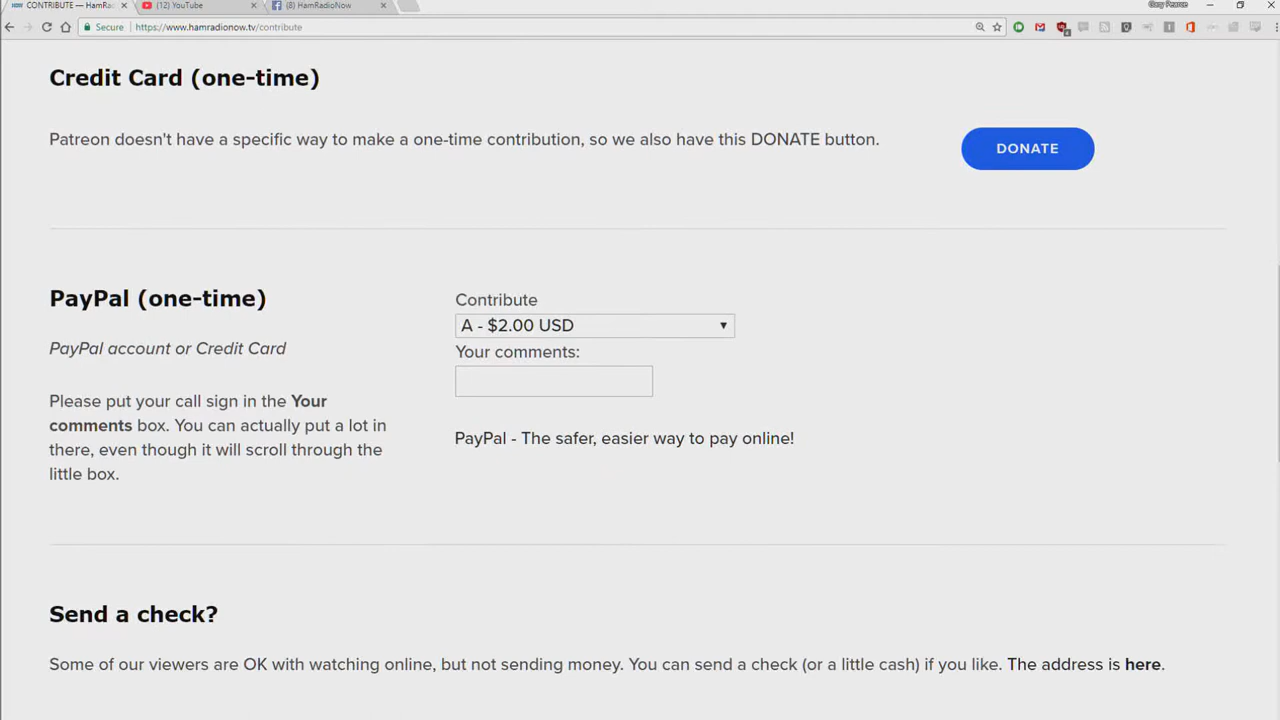 CONTRIBUTE — HamRa
(12) YouTube
(8) HamRadioNow
Gary Pearce
Secure
https://www.hamradionow.tv/contribute
Credit Card (one-time)
Patreon doesn't have a specific way to make a one-time contribution, so we also have this DONATE button.
DONATE
PayPal (one-time)
PayPal account or Credit Card
Please put your call sign in the Your
comments box. You can actually put a lot in
there, even though it will scroll through the
little box.
Contribute
A - $2.00 USD
Your comments:
PayPal - The safer, easier way to pay online!
Send a check?
Some of our viewers are OK with watching online, but not sending money. You can send a check (or a little cash) if you like. The address is here.